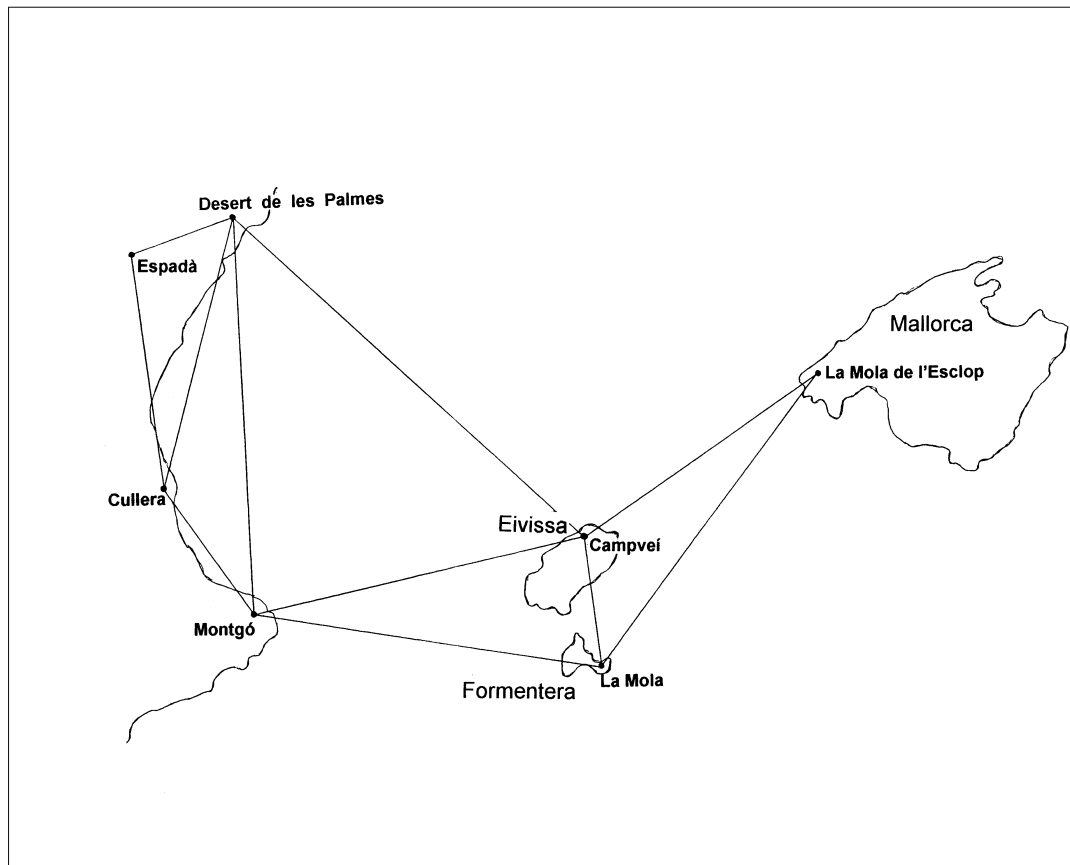 Desert de les Palmes
Espadà
Mallorca
La Mola de l'Esclop
Cullera
Eivissa
Campveí
Montgó
La Mola
Formentera